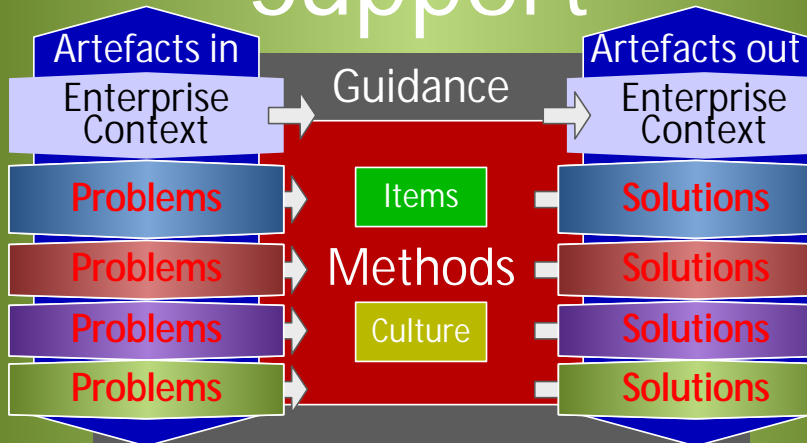 support
Artefacts in
Artefacts out
Guidance
Enterprise
Context
Enterprise
Context
Problems
Items
Solutions
Problems
Methods
Solutions
Problems
Culture
Solutions
Problems
Solutions